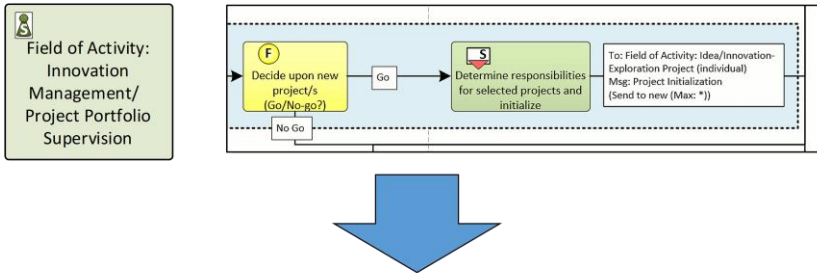 S
Field of Activity:
Innovation
Management/
Project Portfolio
Supervision
F
Decide upon new
project/s
(Go/No-go?)
Go
No Go
S
Determine responsibilities
for selected projects and
initialize
To: Field of Activity: Idea/Innovation-
Exploration Project (individual)
Msg: Project Initialization
(Send to new (Max: *))